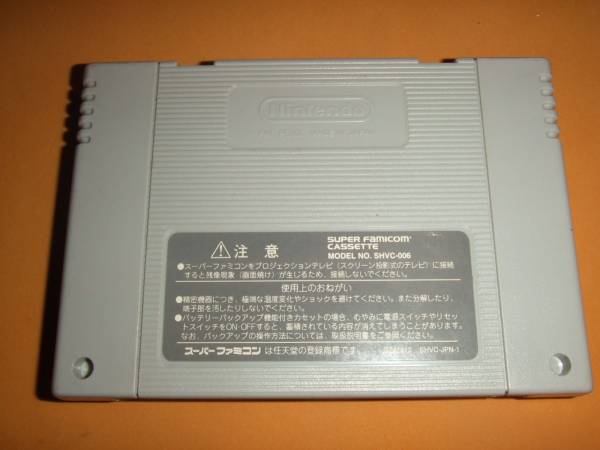 Nintendo
MADE IN JAPAN
⚠注意
SUPER FAMICOM
CASSETTE
MODEL NO. SHVC-006
●スーパーファミコンをプロジェクションテレビ(スクリーン投影式のテレビ)に接続
すると残像現象(画面焼け)が生じるため、接続しないでください。
使用上のおねがい
●精密機器につき、極端な温度変化やショックを避けてください。また分解したり、
端子部を汚したりしないでください。
●バッテリーバックアップ機能付きカセットの場合、むやみに電源スイッチやリセッ
トスイッチをON・OFFすると、蓄積されている内容が消えてしまうことがあります。
なお、バックアップの操作方法については、取扱説明書をご参照ください。
スーパーファミコンは任天堂の登録商標です。 SHVC-JPN-1